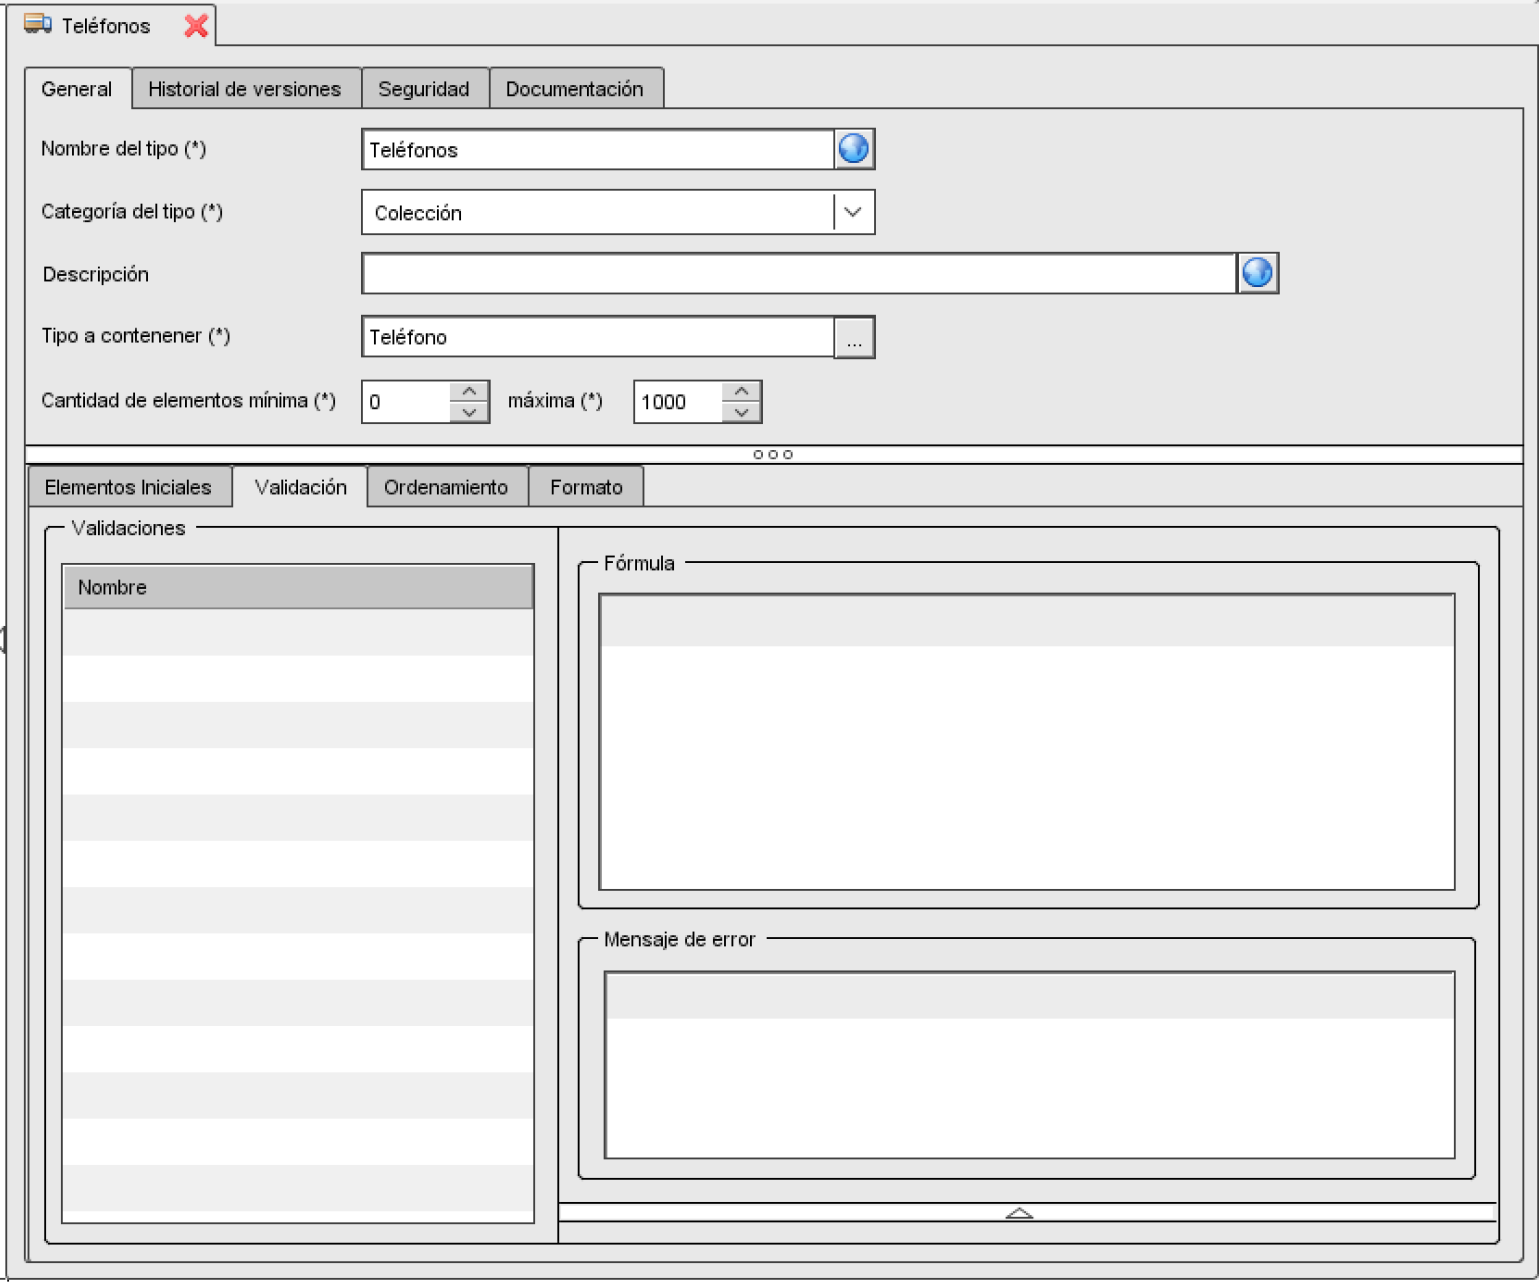 Teléfonos
General Historial de versiones Seguridad Documentación
Nombre del tipo (*) Teléfonos
Categoría del tipo (*) Colección
Descripción
Tipo a contenener (*) Teléfono ...
Cantidad de elementos mínima (*) 0 máxima (*) 1000
Elementos Iniciales Validación Ordenamiento Formato
Validaciones
Nombre
Fórmula
Mensaje de error